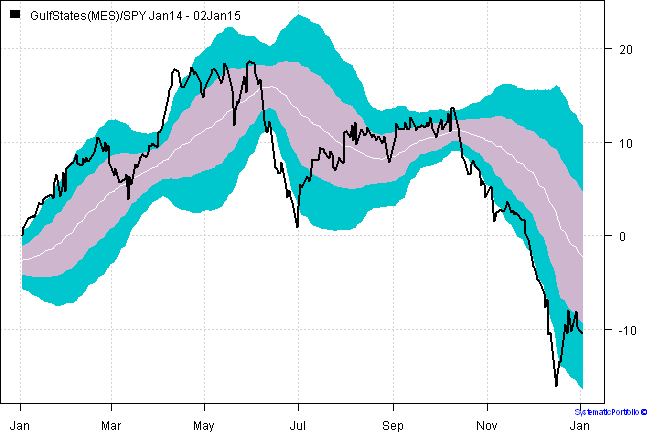 GulfStates(MES)/SPY Jan14 - 02Jan15
20
10
0
-10
SystematicPortfolio ©
Jan Mar May Jul Sep Nov Jan